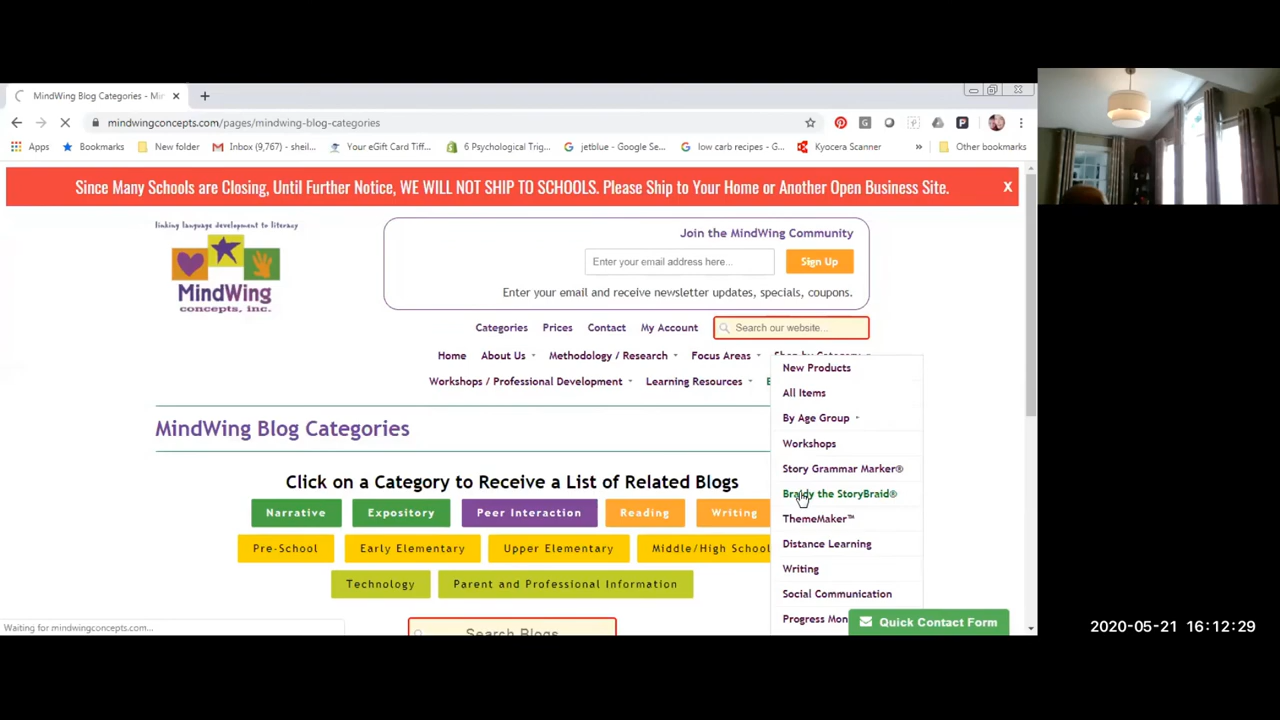 MindWing Blog Categories - Mi
mindwingconcepts.com/pages/mindwing-blog-categories
Apps Bookmarks New folder Inbox (9,767) - sheil... Your eGift Card Tiff... 6 Psychological Trig... jetblue - Google Se... low carb recipes - G... Kyocera Scanner » Other bookmarks
Since Many Schools are Closing, Until Further Notice, WE WILL NOT SHIP TO SCHOOLS. Please Ship to Your Home or Another Open Business Site. X
linking language development to literacy
MindWing
concepts, inc.
Join the MindWing Community
Enter your email address here... Sign Up
Enter your email and receive newsletter updates, specials, coupons.
Categories Prices Contact My Account Search our website...
Home About Us Methodology / Research Focus Areas Shop by Category
Workshops / Professional Development Learning Resources
New Products
All Items
By Age Group
Workshops
Story Grammar Marker®
Braidy the StoryBraid®
ThemeMaker™
Distance Learning
Writing
Social Communication
Progress Mon
MindWing Blog Categories
Click on a Category to Receive a List of Related Blogs
Narrative Expository Peer Interaction Reading Writing
Pre-School Early Elementary Upper Elementary Middle/High School
Technology Parent and Professional Information
Search Blogs
Quick Contact Form
Waiting for mindwingconcepts.com...
2020-05-21 16:12:29